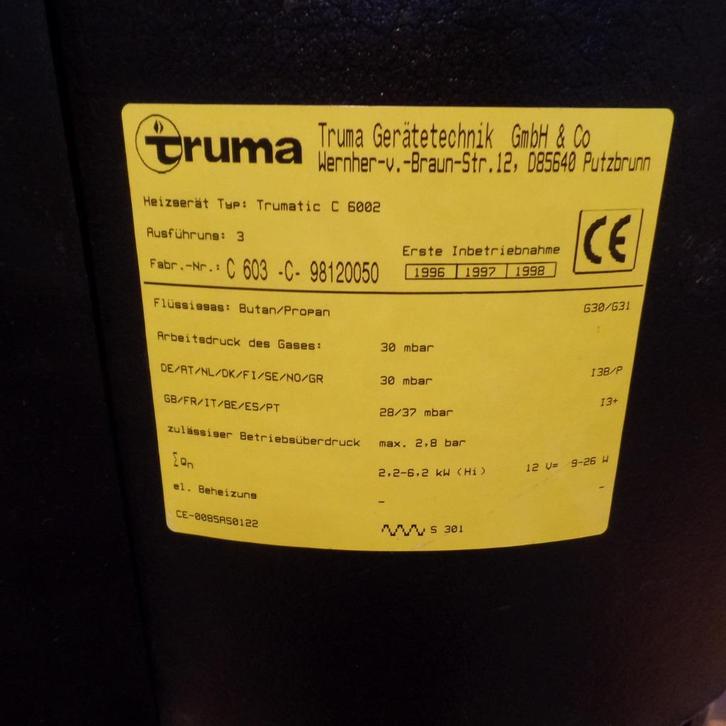 truma
Truma Gerätetechnik GmbH & Co
Wernher-v.-Braun-Str.12, D85640 Putzbrunn
Heizgerät Typ: Trumatic C 6002
Ausführung: 3
Fabr.-Nr.: C 603 -C- 98120050
Erste Inbetriebnahme
1996 | 1997 | 1998
CE
Flüssiggas: Butan/Propan G30/G31
Arbeitsdruck des Gases: 30 mbar
DE/AT/NL/DK/FI/SE/NO/GR 30 mbar I3B/P
GB/FR/IT/BE/ES/PT 28/37 mbar I3+
zulässiger Betriebsüberdruck max. 2,8 bar
∑Qn 2,2-6,2 kW (Hi) 12 V= 9-26 W
el. Beheizung - -
CE-0085AS0122 S 301